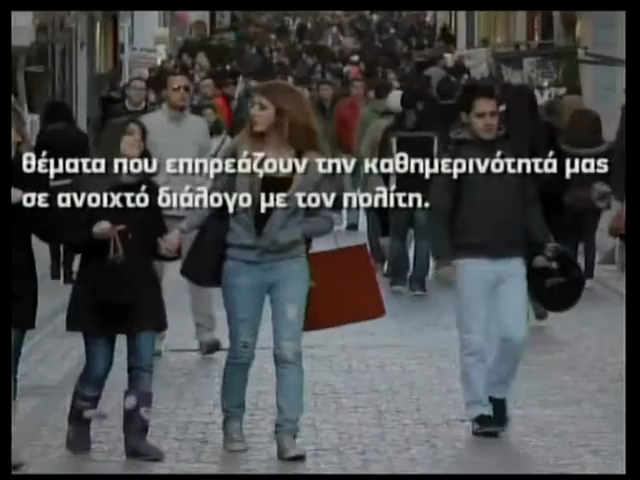 θέματα που επηρεάζουν την καθημερινότητά μας
σε ανοιχτό διάλογο με τον πολίτη.